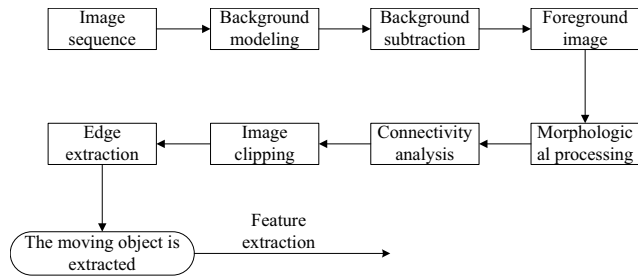 Image
sequence
Background
modeling
Background
subtraction
Foreground
image
Morphologic
al processing
Connectivity
analysis
Image
clipping
Edge
extraction
The moving object is
extracted
Feature
extraction